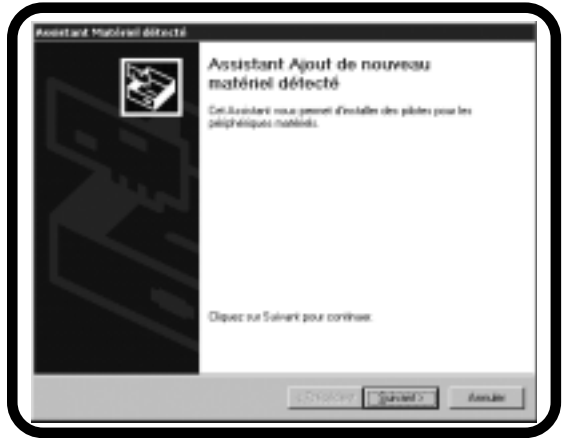 Assistant Matériel détecté
Assistant Ajout de nouveau
matériel détecté
Cet Assistant vous permet d'installer des pilotes pour les
périphériques matériels.
Cliquez sur Suivant pour continuer.
< Précédent Suivant > Annuler